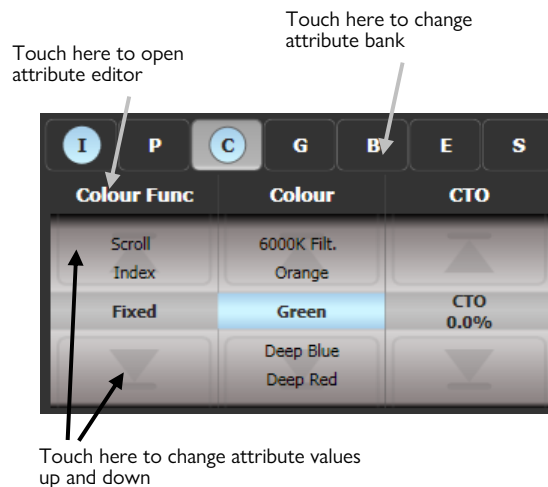 Touch here to change
attribute bank
Touch here to open
attribute editor
I P C G B E S
Colour Func Colour CTO
Scroll 6000K Filt.
Index Orange
Fixed Green CTO
0.0%
Deep Blue
Deep Red
Touch here to change attribute values
up and down